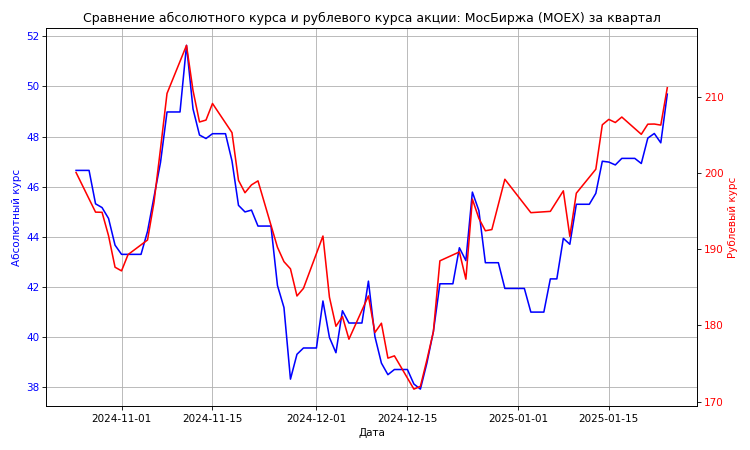 Сравнение абсолютного курса и рублевого курса акции: МосБиржа (MOEX) за квартал
52
50
48
46
44
42
40
38
Абсолютный курс
210
200
190
180
170
Рублевый курс
2024-11-01 2024-11-15 2024-12-01 2024-12-15 2025-01-01 2025-01-15
Дата